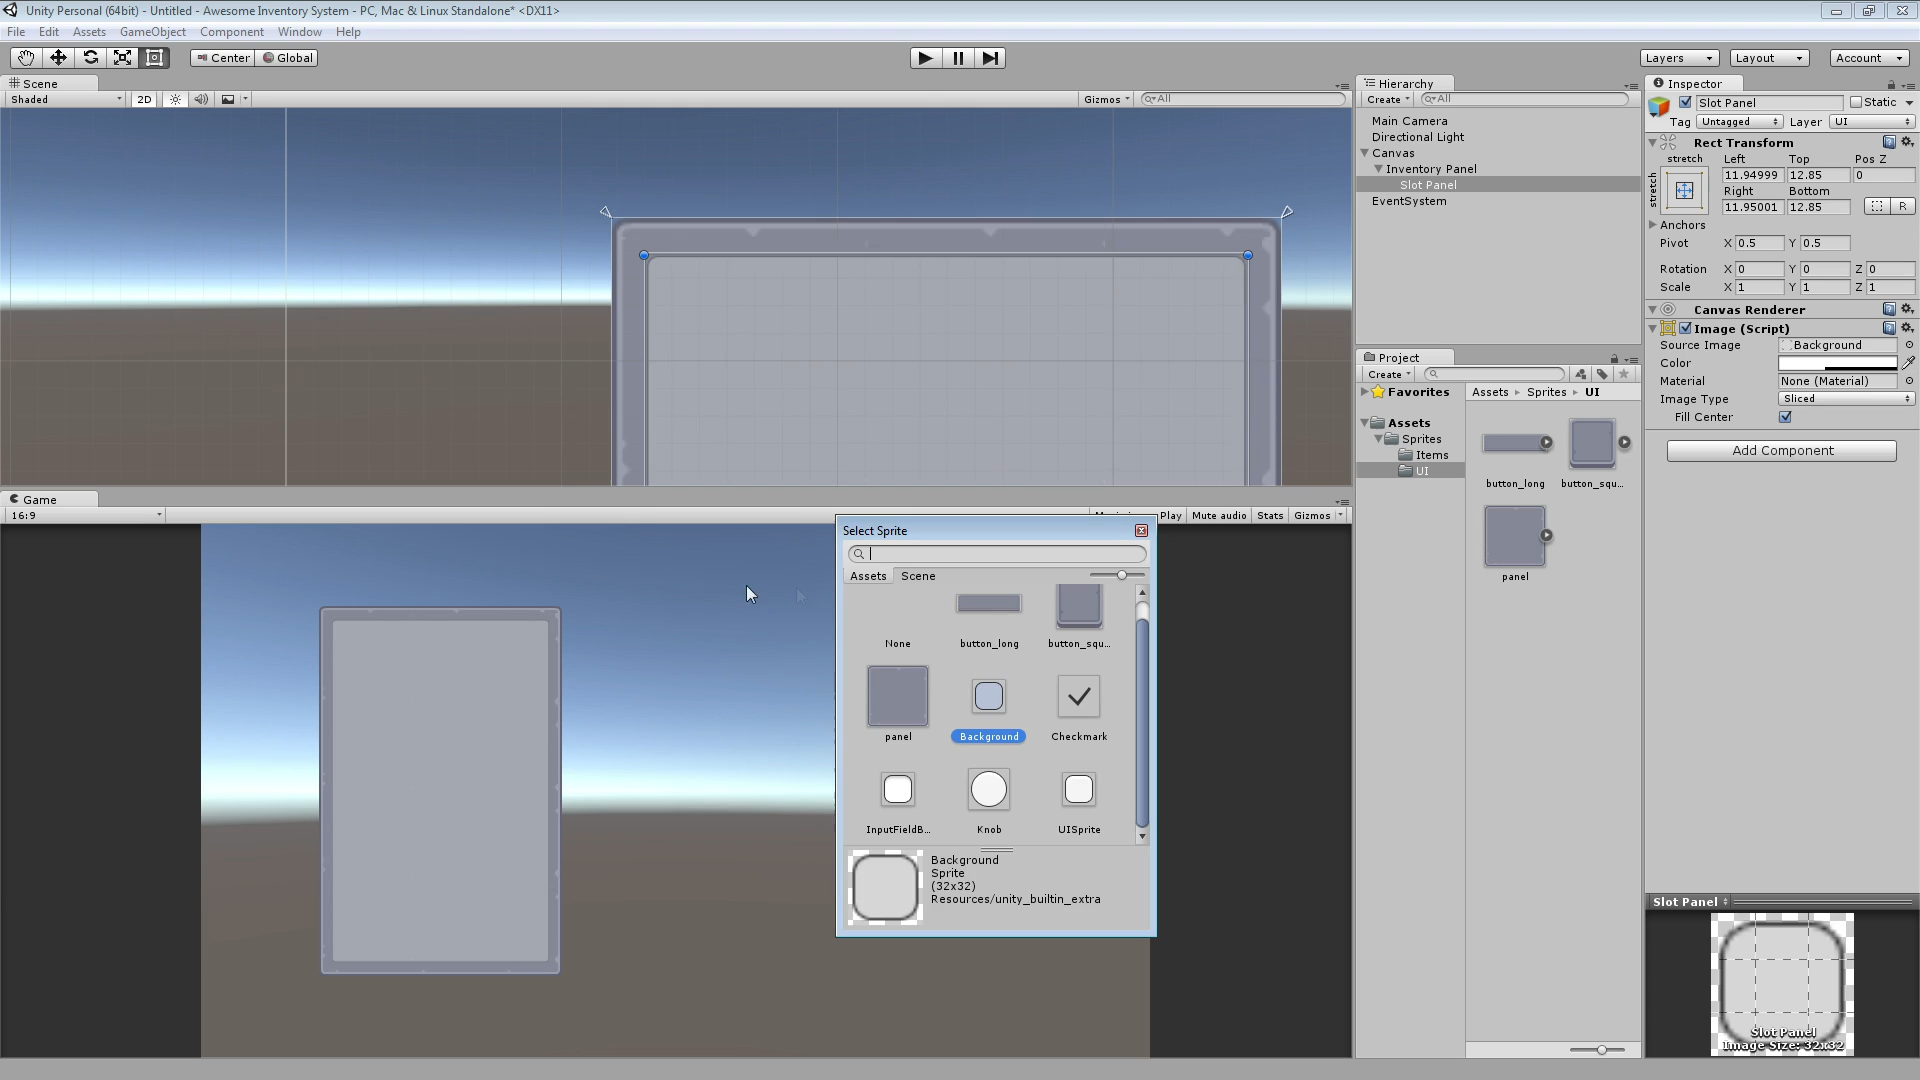 Unity Personal (64bit) - Untitled - Awesome Inventory System - PC, Mac & Linux Standalone* <DX11>
File Edit Assets GameObject Component Window Help
Center Global
Layers Layout Account
Scene
Shaded 2D Gizmos All
Hierarchy
Create All
Main Camera
Directional Light
Canvas
Inventory Panel
Slot Panel
EventSystem
Inspector
Slot Panel Static
Tag Untagged Layer UI
Rect Transform
stretch Left Top Pos Z
stretch 11.94999 12.85 0
Right Bottom
11.95001 12.85 R
Anchors
Pivot X 0.5 Y 0.5
Rotation X 0 Y 0 Z 0
Scale X 1 Y 1 Z 1
Canvas Renderer
Image (Script)
Source Image Background
Color
Material None (Material)
Image Type Sliced
Fill Center
Add Component
Project
Create
Favorites
Assets
Sprites
Items
UI
Assets Sprites UI
button_long button_squ...
panel
Game
16:9 Play Mute audio Stats Gizmos
Select Sprite
Assets Scene
None button_long button_squ...
panel Background Checkmark
InputFieldB... Knob UISprite
Background
Sprite
(32x32)
Resources/unity_builtin_extra
Slot Panel
Slot Panel
Image Size: 32x32